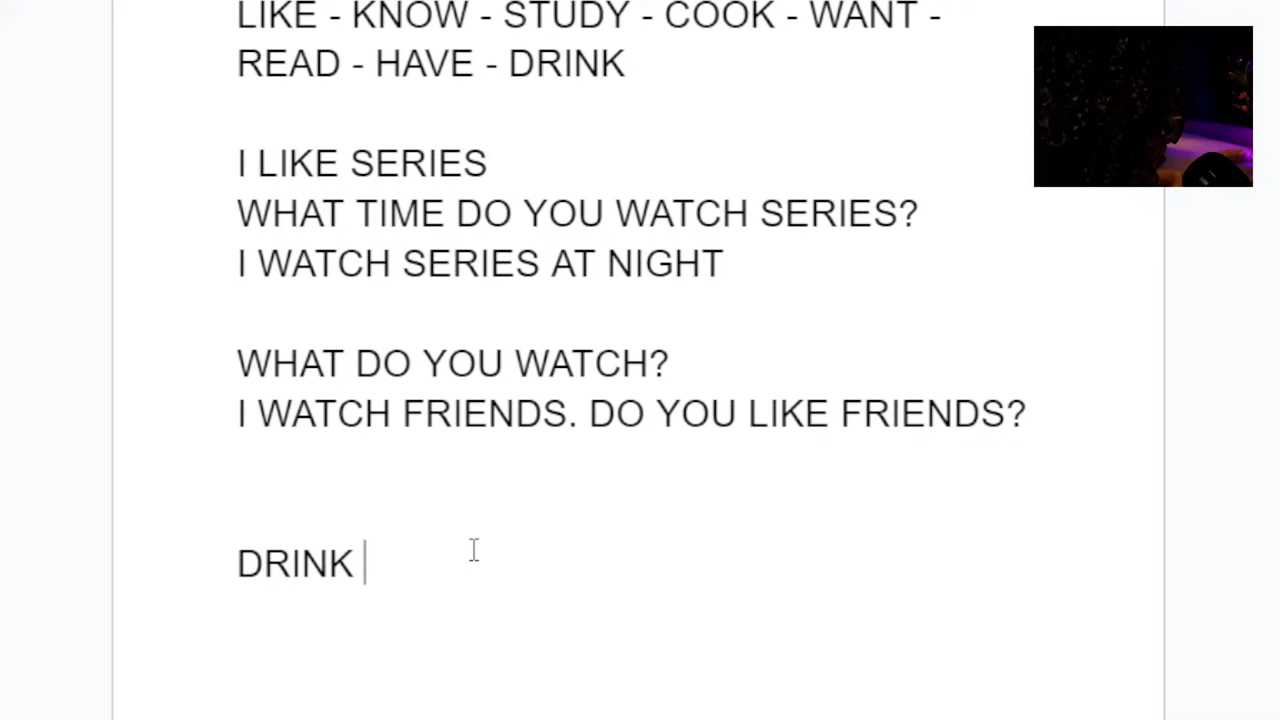 LIKE - KNOW - STUDY - COOK - WANT -
READ - HAVE - DRINK
I LIKE SERIES
WHAT TIME DO YOU WATCH SERIES?
I WATCH SERIES AT NIGHT
WHAT DO YOU WATCH?
I WATCH FRIENDS. DO YOU LIKE FRIENDS?
DRINK